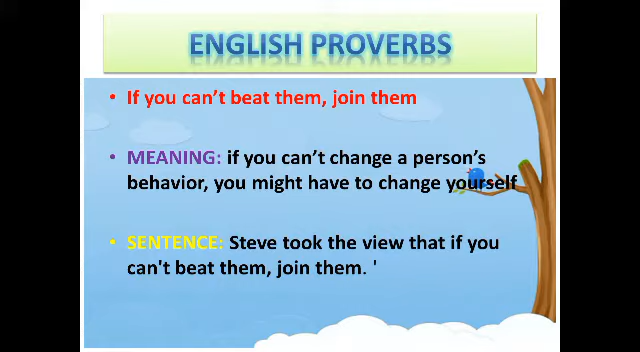 ENGLISH PROVERBS
• If you can’t beat them, join them
• MEANING: if you can’t change a person’s
behavior, you might have to change yourself
• SENTENCE: Steve took the view that if you
can't beat them, join them. '